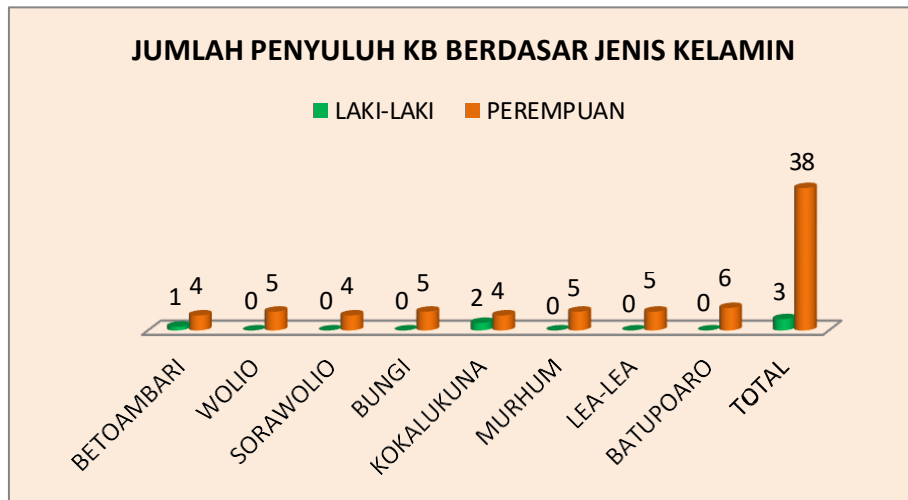 JUMLAH PENYULUH KB BERDASAR JENIS KELAMIN
LAKI-LAKI PEREMPUAN
38
1 4 0 5 0 4 0 5 2 4 0 5 0 5 0 6 3
BETOAMBARI
WOLIO
SORAWOLIO
BUNGI
KOKALUKUNA
MURHUM
LEA-LEA
BATUPOARO
TOTAL